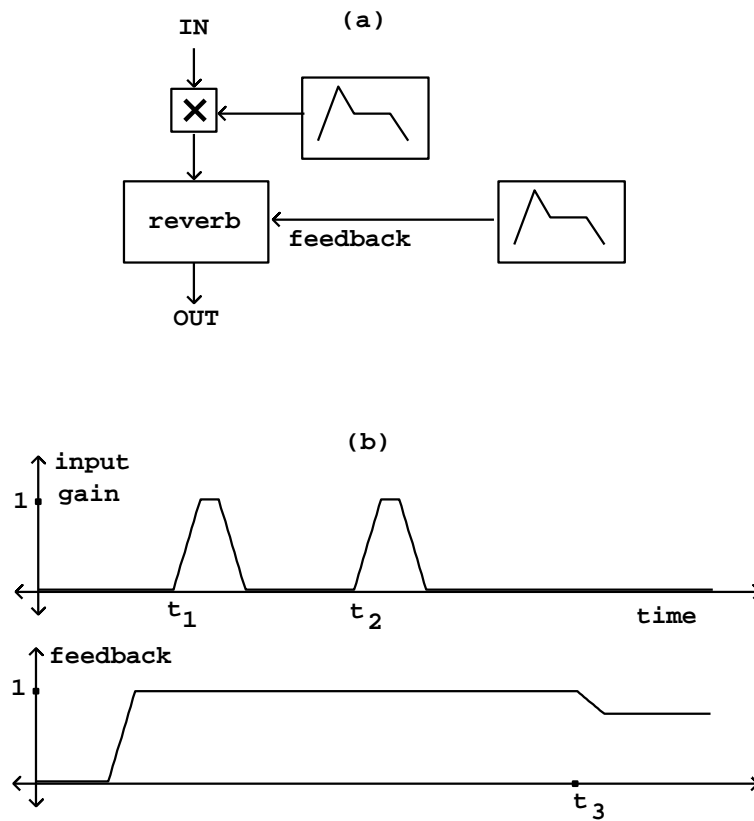 (a)
IN
×
reverb
feedback
OUT
(b)
input
gain
1
t1
t2
time
feedback
1
t3